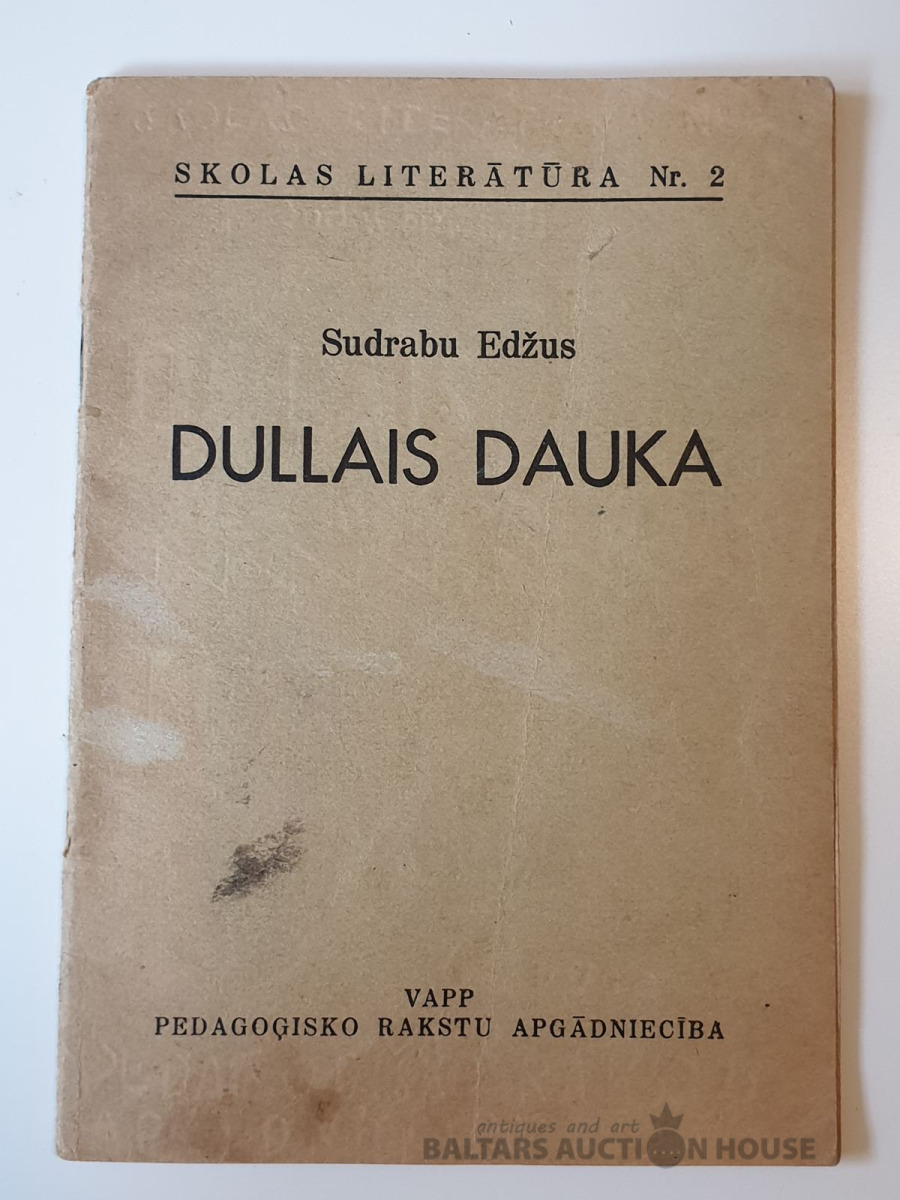 SKOLAS LITERĀTŪRA Nr. 2
Sudrabu Edžus
DULLAIS DAUKA
VAPP
PEDAGOĢISKO RAKSTU APGĀDNIECĪBA
antiques and art
BALTARS AUCTION HOUSE